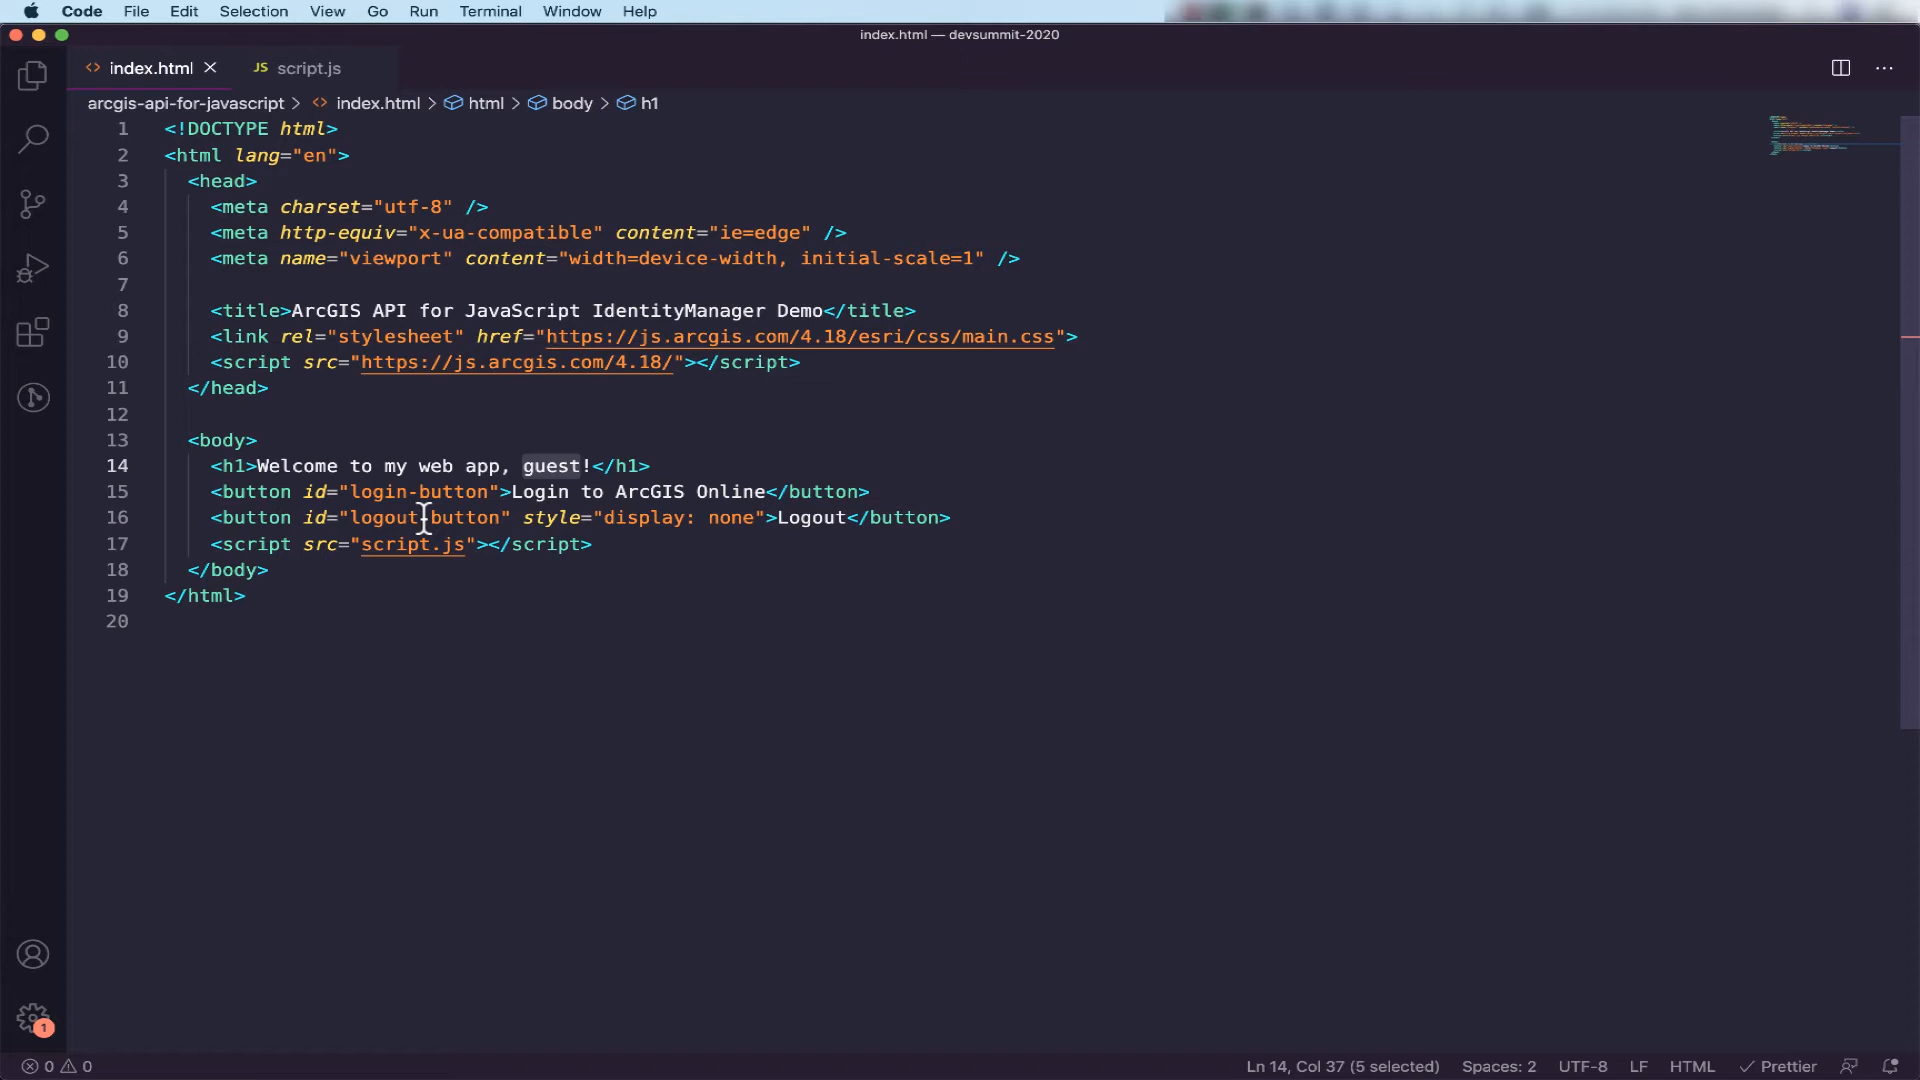 Code File Edit Selection View Go Run Terminal Window Help
index.html — devsummit-2020
<> index.html × JS script.js ...
arcgis-api-for-javascript > <> index.html > html > body > h1
1 <!DOCTYPE html>
2 <html lang="en">
3 <head>
4 <meta charset="utf-8" />
5 <meta http-equiv="x-ua-compatible" content="ie=edge" />
6 <meta name="viewport" content="width=device-width, initial-scale=1" />
7
8 <title>ArcGIS API for JavaScript IdentityManager Demo</title>
9 <link rel="stylesheet" href="https://js.arcgis.com/4.18/esri/css/main.css">
10 <script src="https://js.arcgis.com/4.18/"></script>
11 </head>
12
13 <body>
14 <h1>Welcome to my web app, guest!</h1>
15 <button id="login-button">Login to ArcGIS Online</button>
16 <button id="logout-button" style="display: none">Logout</button>
17 <script src="script.js"></script>
18 </body>
19 </html>
20
1
0 0 Ln 14, Col 37 (5 selected) Spaces: 2 UTF-8 LF HTML ✓ Prettier